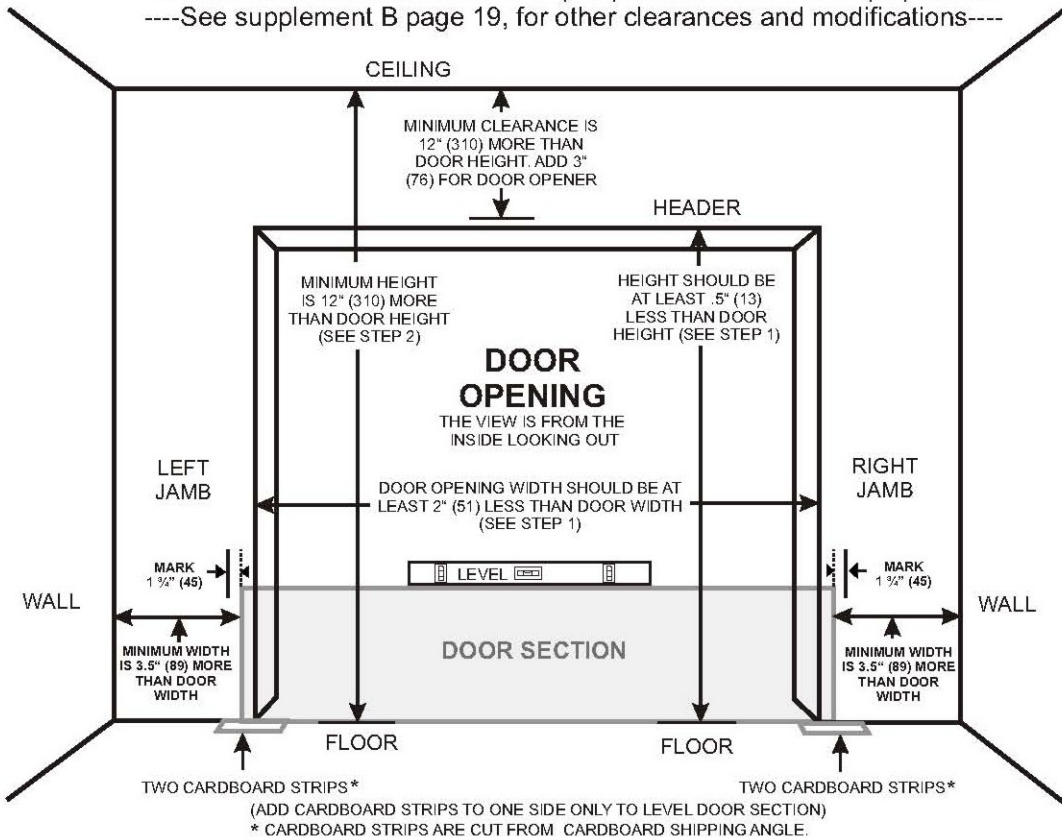 ----See supplement B page 19, for other clearances and modifications----
CEILING
MINIMUM CLEARANCE IS
12" (310) MORE THAN
DOOR HEIGHT. ADD 3"
(76) FOR DOOR OPENER
HEADER
MINIMUM HEIGHT
IS 12" (310) MORE
THAN DOOR HEIGHT
(SEE STEP 2)
HEIGHT SHOULD BE
AT LEAST .5" (13)
LESS THAN DOOR
HEIGHT (SEE STEP 1)
DOOR
OPENING
THE VIEW IS FROM THE
INSIDE LOOKING OUT
LEFT
JAMB
RIGHT
JAMB
DOOR OPENING WIDTH SHOULD BE AT
LEAST 2" (51) LESS THAN DOOR WIDTH
(SEE STEP 1)
MARK
1 ¾" (45)
LEVEL
MARK
1 ¾" (45)
WALL
WALL
DOOR SECTION
MINIMUM WIDTH
IS 3.5" (89) MORE
THAN DOOR
WIDTH
MINIMUM WIDTH
IS 3.5" (89) MORE
THAN DOOR
WIDTH
FLOOR
FLOOR
TWO CARDBOARD STRIPS*
TWO CARDBOARD STRIPS*
(ADD CARDBOARD STRIPS TO ONE SIDE ONLY TO LEVEL DOOR SECTION)
* CARDBOARD STRIPS ARE CUT FROM CARDBOARD SHIPPING ANGLE.